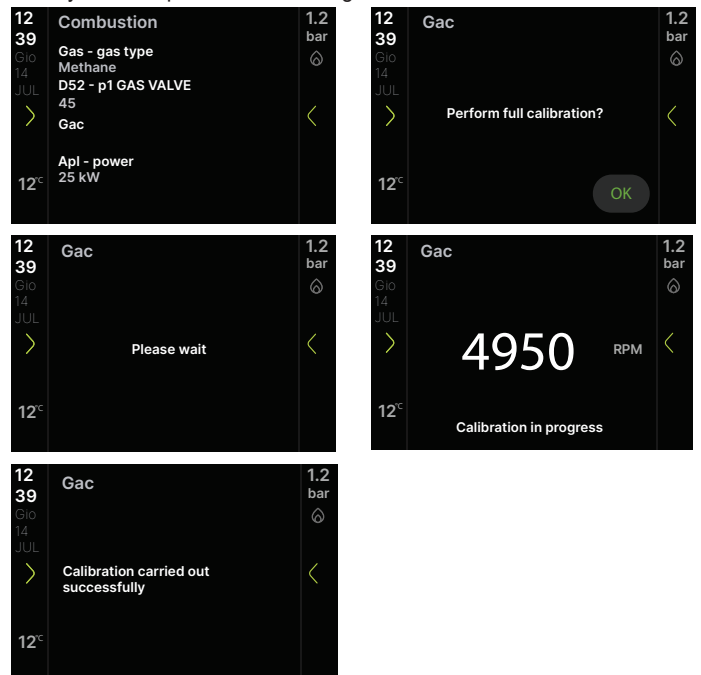 12
39
Gio
14
JUL
12°C
Combustion
Gas - gas type
Methane
D52 - p1 GAS VALVE
45
Gac
Apl - power
25 kW
1.2
bar
12
39
Gio
14
JUL
12°C
Gac
Perform full calibration?
OK
1.2
bar
12
39
Gio
14
JUL
12°C
Gac
Please wait
1.2
bar
12
39
Gio
14
JUL
12°C
Gac
4950 RPM
Calibration in progress
1.2
bar
12
39
Gio
14
JUL
12°C
Gac
Calibration carried out
successfully
1.2
bar